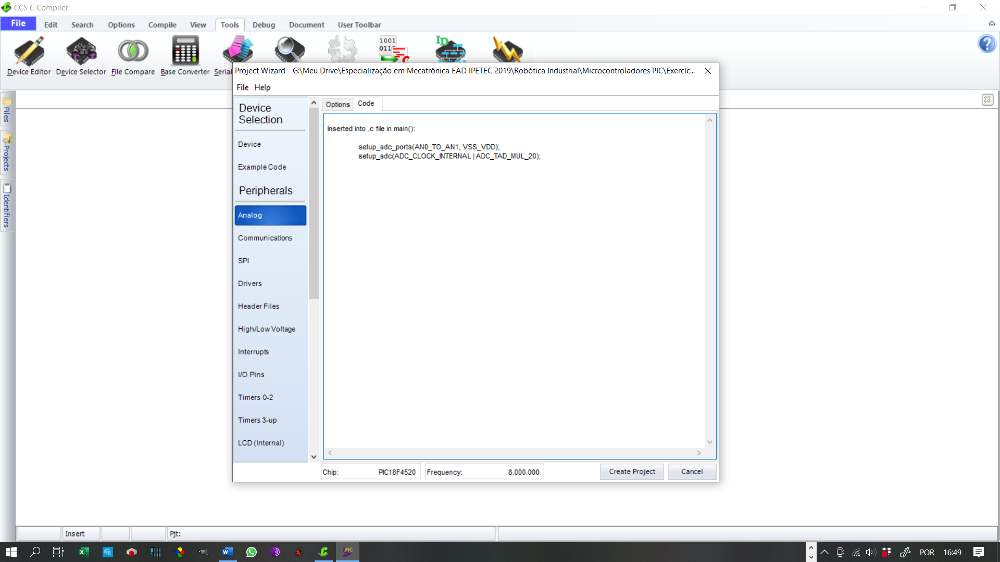 CCS C Compiler
File Edit Search Options Compile View Tools Debug Document User Toolbar
1001
011
ID
Device Editor Device Selector File Compare Base Converter Serial
Project Wizard - G:\Meu Drive\Especialização em Mecatrônica EAD IPETEC 2019\Robótica Industrial\Microcontroladores PIC\Exercíc...
File Help
Files
Projects
Identifiers
Device Selection
Device
Example Code
Peripherals
Analog
Communications
SPI
Drivers
Header Files
High/Low Voltage
Interrupts
I/O Pins
Timers 0-2
Timers 3-up
LCD (Internal)
Options Code
Inserted into .c file in main():
setup_adc_ports(AN0_TO_AN1, VSS_VDD);
setup_adc(ADC_CLOCK_INTERNAL | ADC_TAD_MUL_20);
Chip: PIC18F4520 Frequency: 8.000.000 Create Project Cancel
Insert Pjt:
POR 16:49